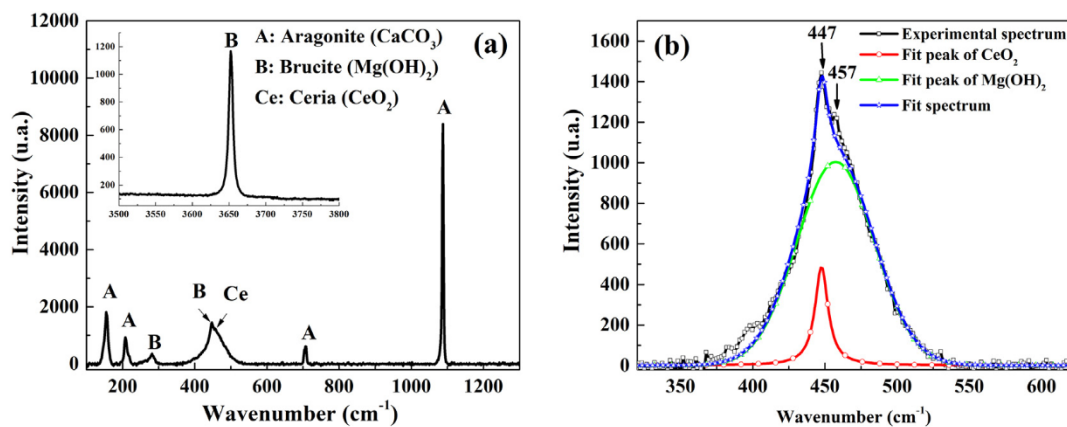 (a)
A: Aragonite (CaCO₃)
B: Brucite (Mg(OH)₂)
Ce: Ceria (CeO₂)
Intensity (u.a.)
12000
10000
8000
6000
4000
2000
0
1200
1000
800
600
400
200
3500 3550 3600 3650 3700 3750 3800
B
A
A
A
B
B
Ce
A
200 400 600 800 1000 1200
Wavenumber (cm⁻¹)
(b)
447
457
Experimental spectrum
Fit peak of CeO₂
Fit peak of Mg(OH)₂
Fit spectrum
Intensity (u.a.)
1600
1400
1200
1000
800
600
400
200
0
350 400 450 500 550 600
Wavenumber (cm⁻¹)